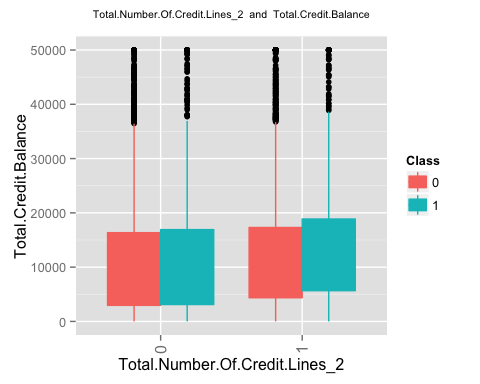 Total.Number.Of.Credit.Lines_2 and Total.Credit.Balance
Total.Credit.Balance
50000
40000
30000
20000
10000
0
0
1
Total.Number.Of.Credit.Lines_2
Class
0
1